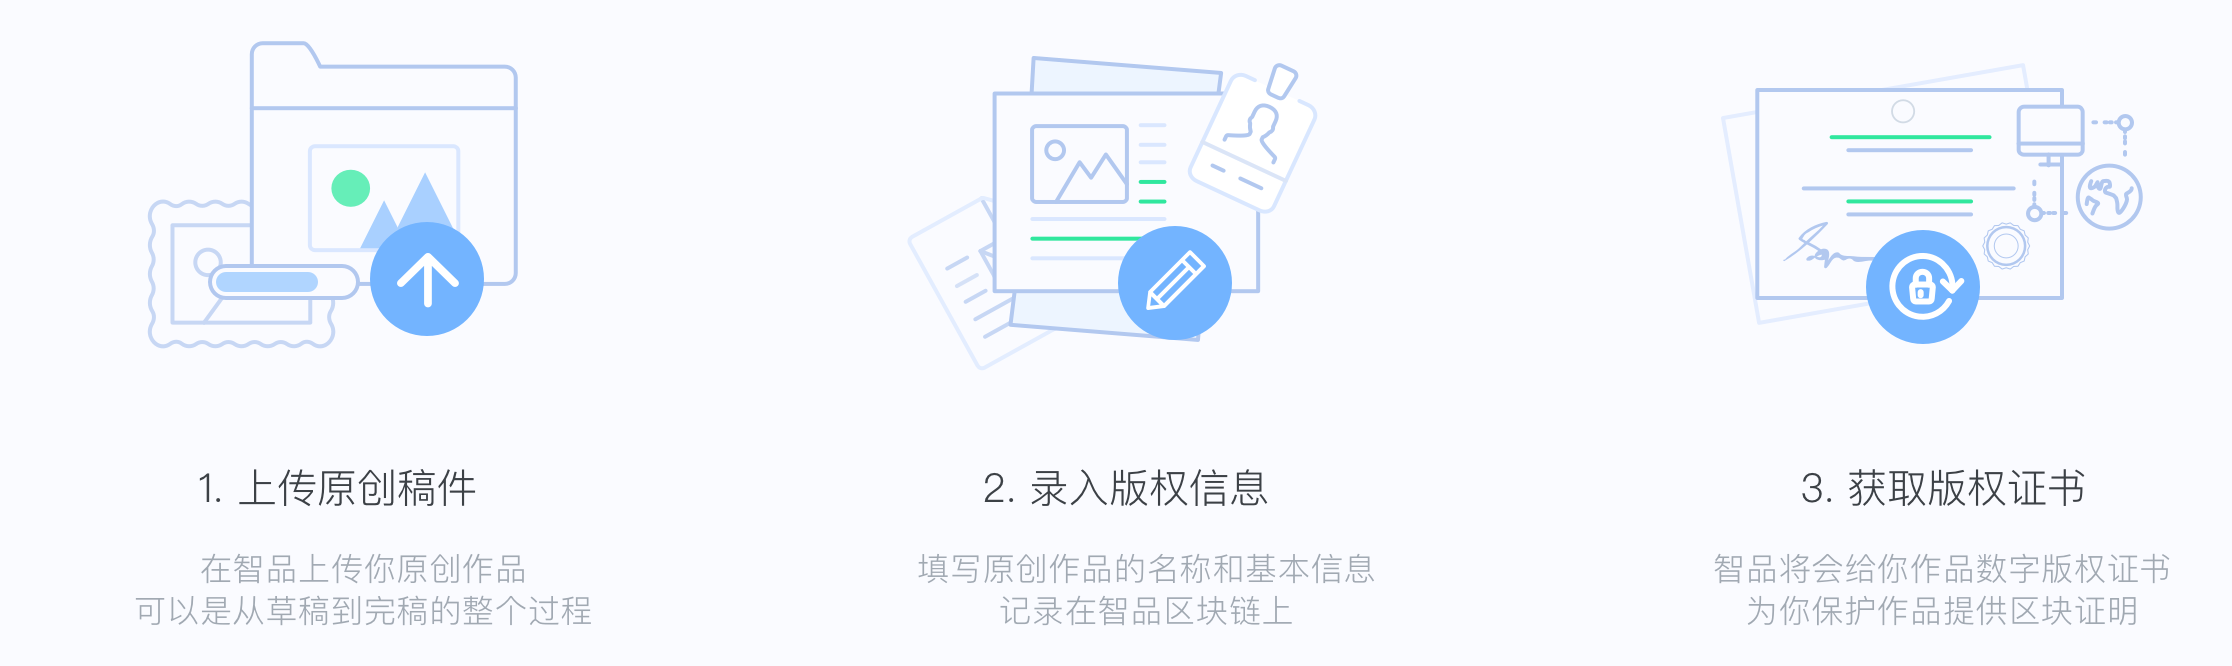 1. 上传原创稿件
在智品上传你原创作品
可以是从草稿到完稿的整个过程
2. 录入版权信息
填写原创作品的名称和基本信息
记录在智品区块链上
3. 获取版权证书
智品将会给你作品数字版权证书
为你保护作品提供区块证明